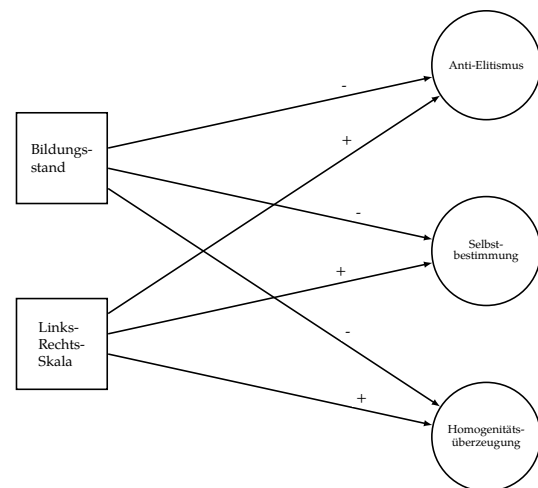 Anti-Elitismus
-
+
Bildungs-
stand
-
Selbst-
bestimmung
+
Links-
Rechts-
Skala
-
+
Homogenitäts-
überzeugung